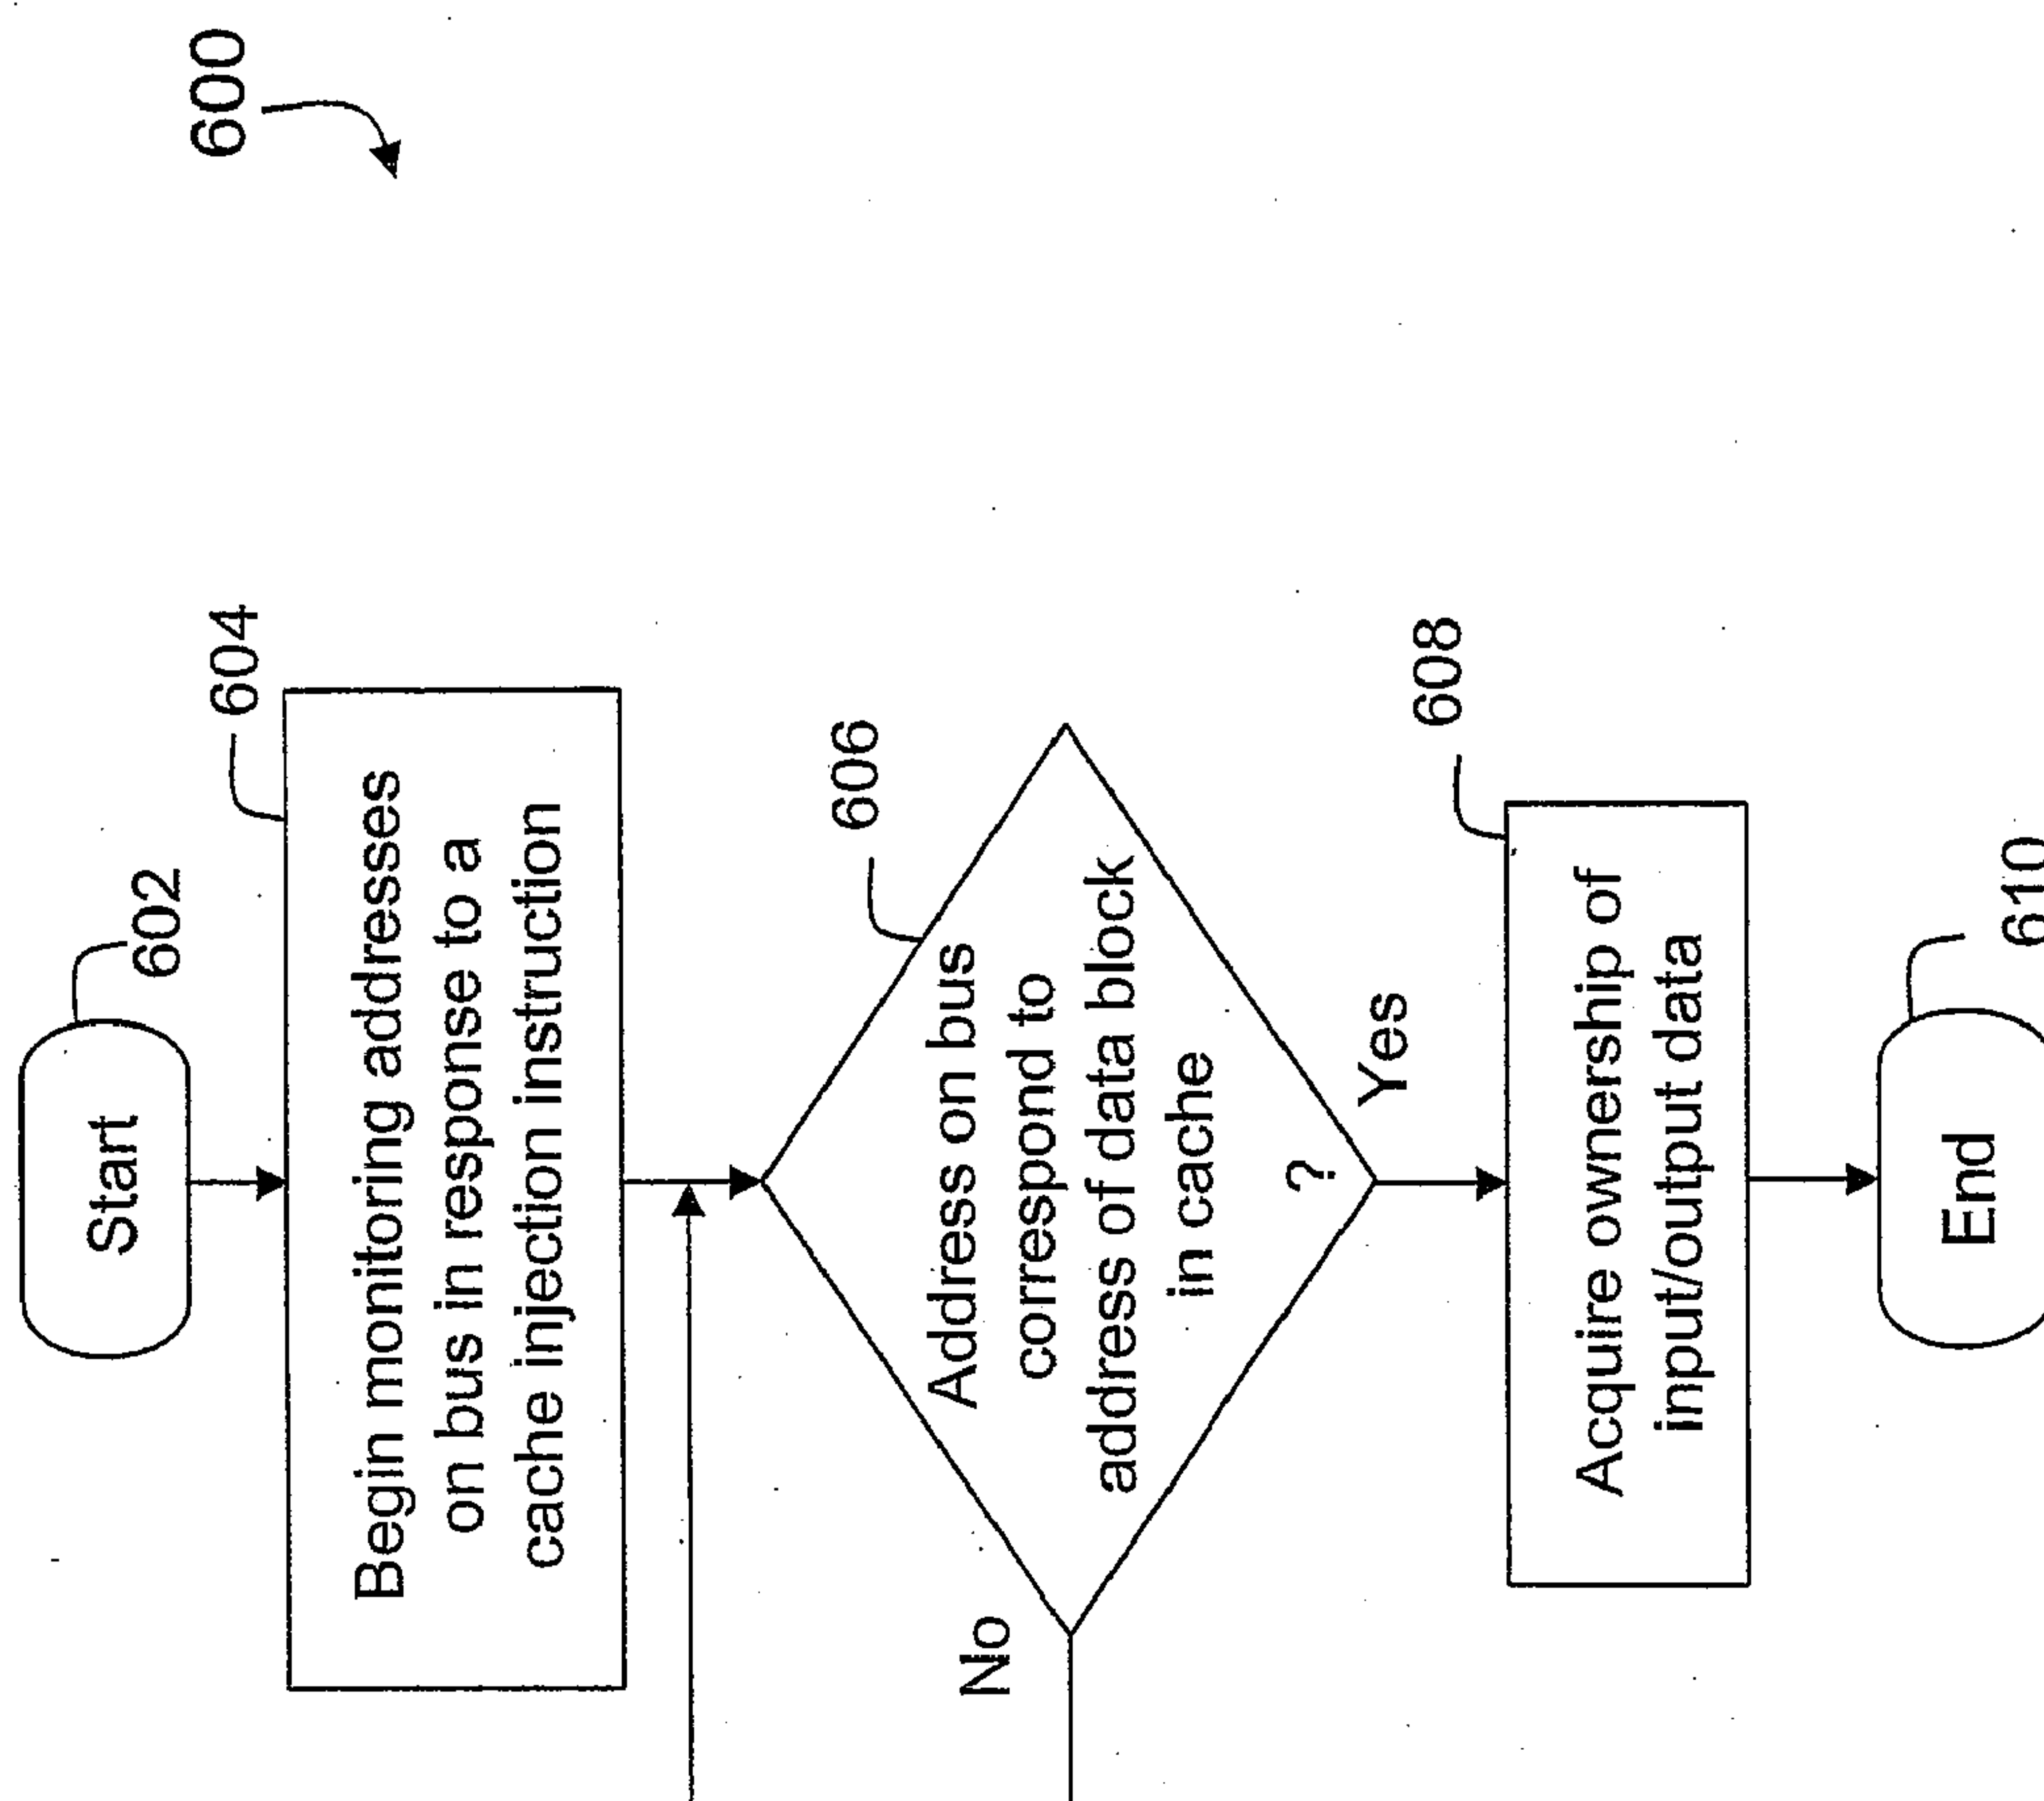 600
Start
602
604
Begin monitoring addresses
on bus in response to a
cache injection instruction
606
Address on bus
correspond to
address of data block
in cache
?
No
Yes
608
Acquire ownership of
input/output data
End
610